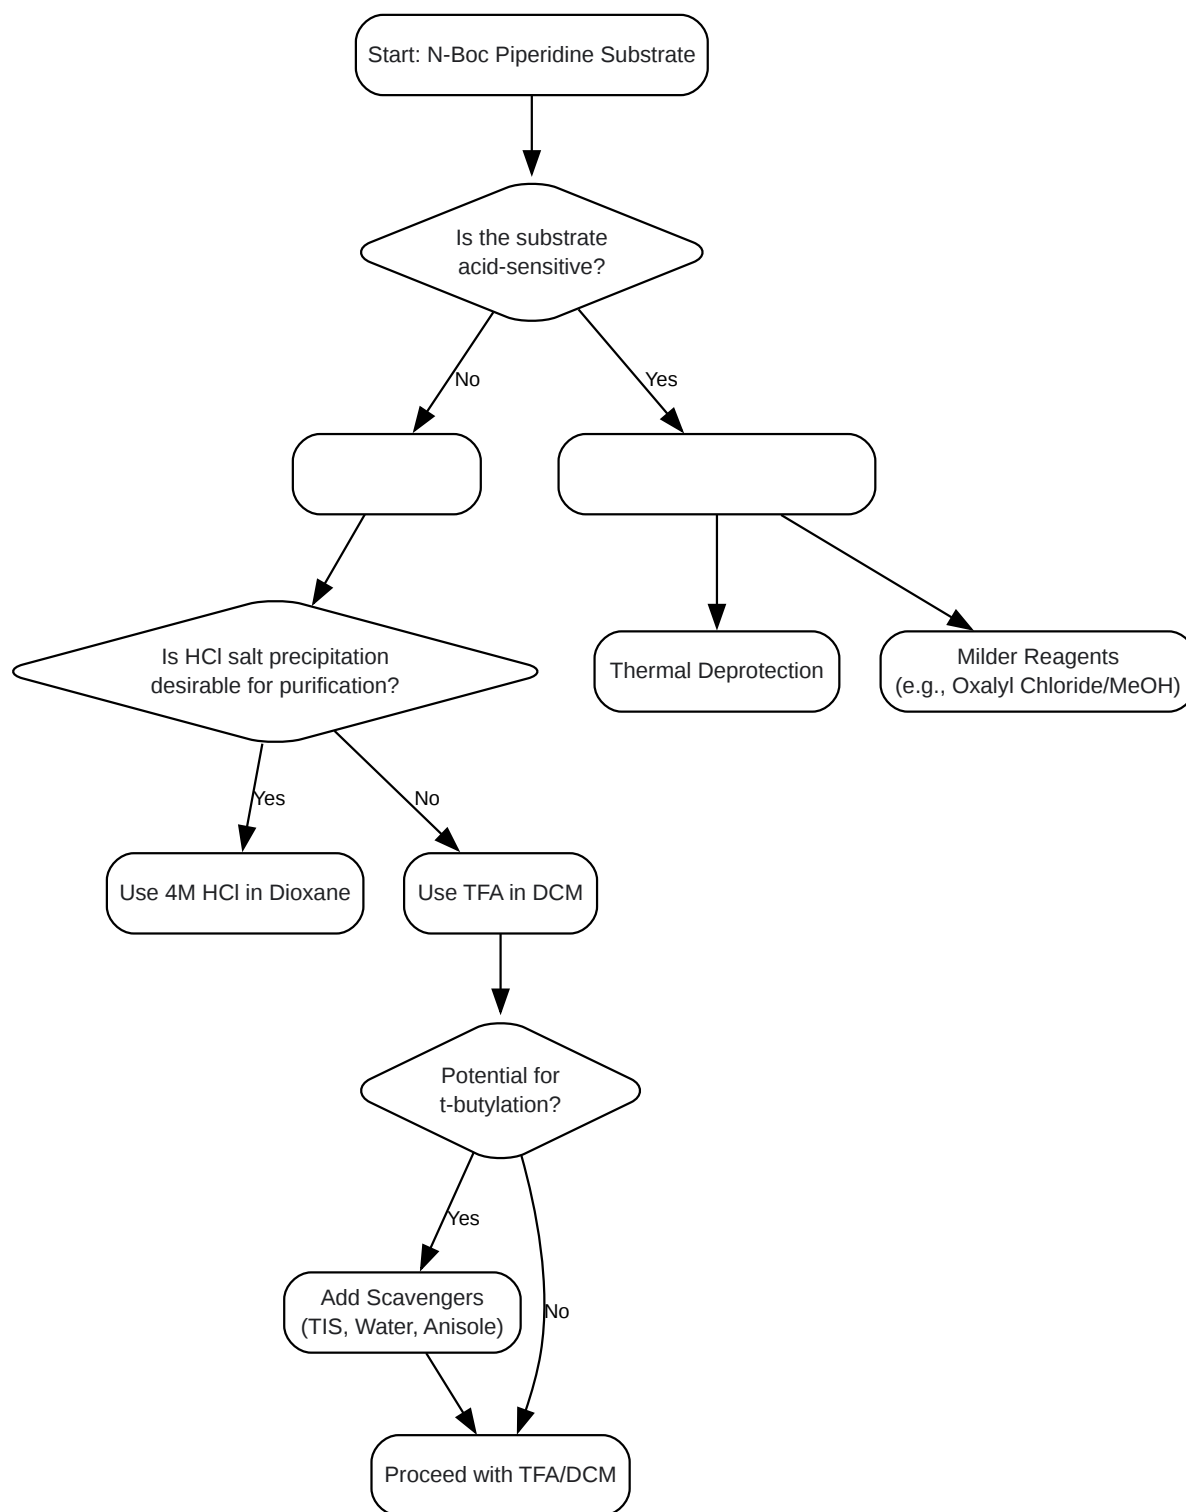 Start: N-Boc Piperidine Substrate
Is the substrate
acid-sensitive?
No
Yes
Is HCl salt precipitation
desirable for purification?
Thermal Deprotection
Milder Reagents
(e.g., Oxalyl Chloride/MeOH)
Yes
No
Use 4M HCl in Dioxane
Use TFA in DCM
Potential for
t-butylation?
Yes
Add Scavengers
(TIS, Water, Anisole)
No
Proceed with TFA/DCM